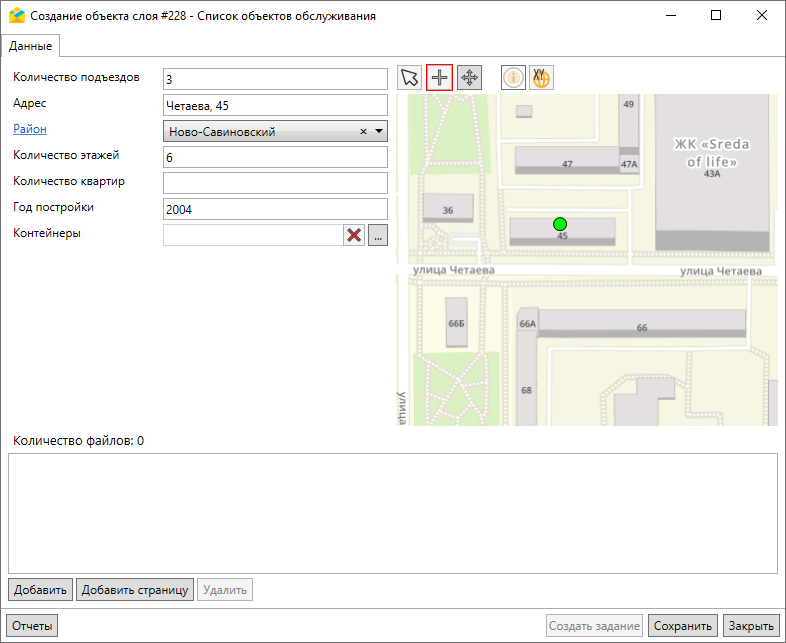 Создание объекта слоя #228 - Список объектов обслуживания
Данные
Количество подъездов 3
Адрес Четаева, 45
Район Ново-Савиновский
Количество этажей 6
Количество квартир
Год постройки 2004
Контейнеры ...
XY
49
47
47А
ЖК «Sreda
of life»
43А
36
45
улица Четаева
улица Четаева
66Б
66А
66
68
улица
Количество файлов: 0
Добавить Добавить страницу Удалить
Отчеты Создать задание Сохранить Закрыть